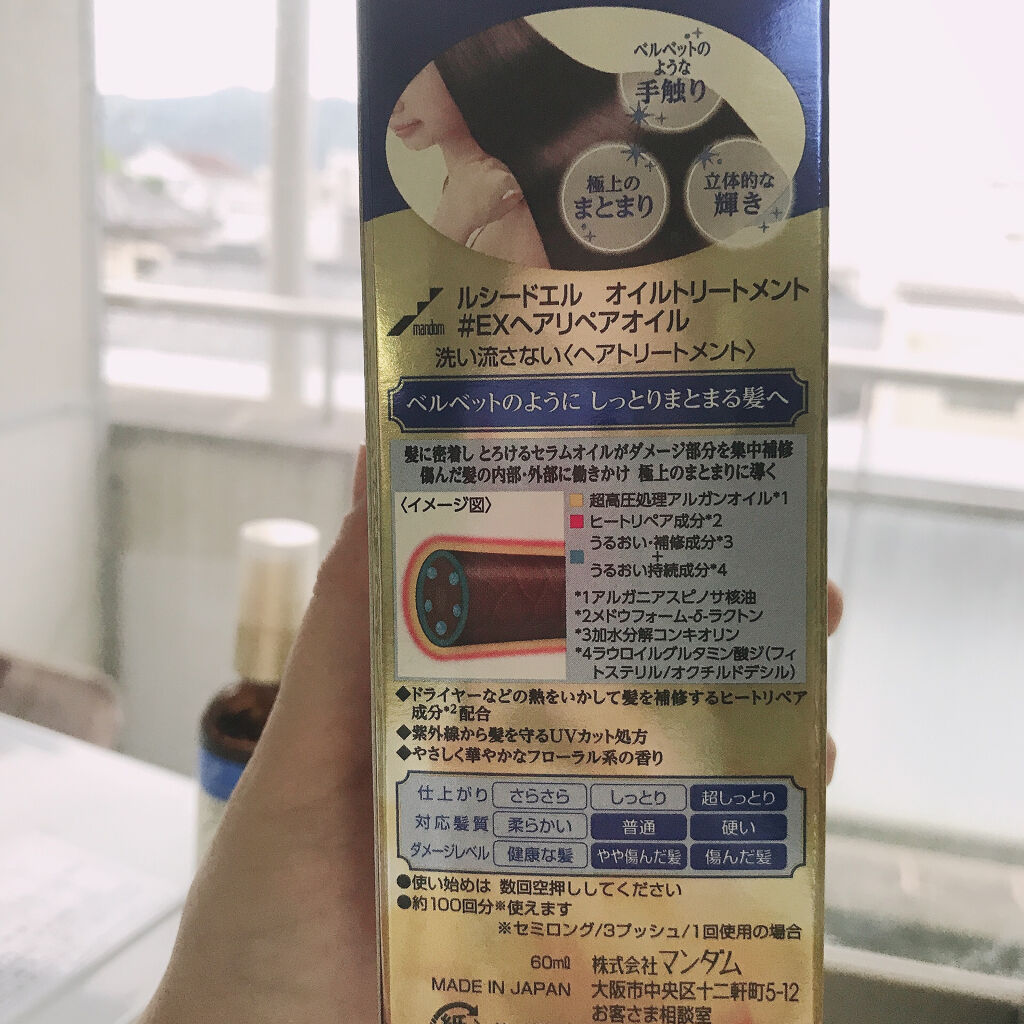 ベルベットの
ような
手触り
極上の
まとまり
立体的な
輝き
mandom
ルシードエル オイルトリートメント
#EXヘアリペアオイル
洗い流さない〈ヘアトリートメント〉
ベルベットのように しっとりまとまる髪へ
髪に密着し とろけるセラムオイルがダメージ部分を集中補修
傷んだ髪の内部・外部に働きかけ 極上のまとまりに導く
〈イメージ図〉
超高圧処理アルガンオイル*1
ヒートリペア成分*2
うるおい・補修成分*3
+
うるおい持続成分*4
*1アルガニアスピノサ核油
*2メドウフォーム-δ-ラクトン
*3加水分解コンキオリン
*4ラウロイルグルタミン酸ジ(フィ
トステリル/オクチルドデシル)
◆ドライヤーなどの熱をいかして髪を補修するヒートリペア
成分*2配合
◆紫外線から髪を守るUVカット処方
◆やさしく華やかなフローラル系の香り
仕上がり さらさら しっとり 超しっとり
対応髪質 柔らかい 普通 硬い
ダメージレベル 健康な髪 やや傷んだ髪 傷んだ髪
●使い始めは 数回空押ししてください
●約100回分※使えます
※セミロング/3プッシュ/1回使用の場合
60mℓ 株式会社マンダム
MADE IN JAPAN 大阪市中央区十二軒町5-12
お客さま相談室
紙